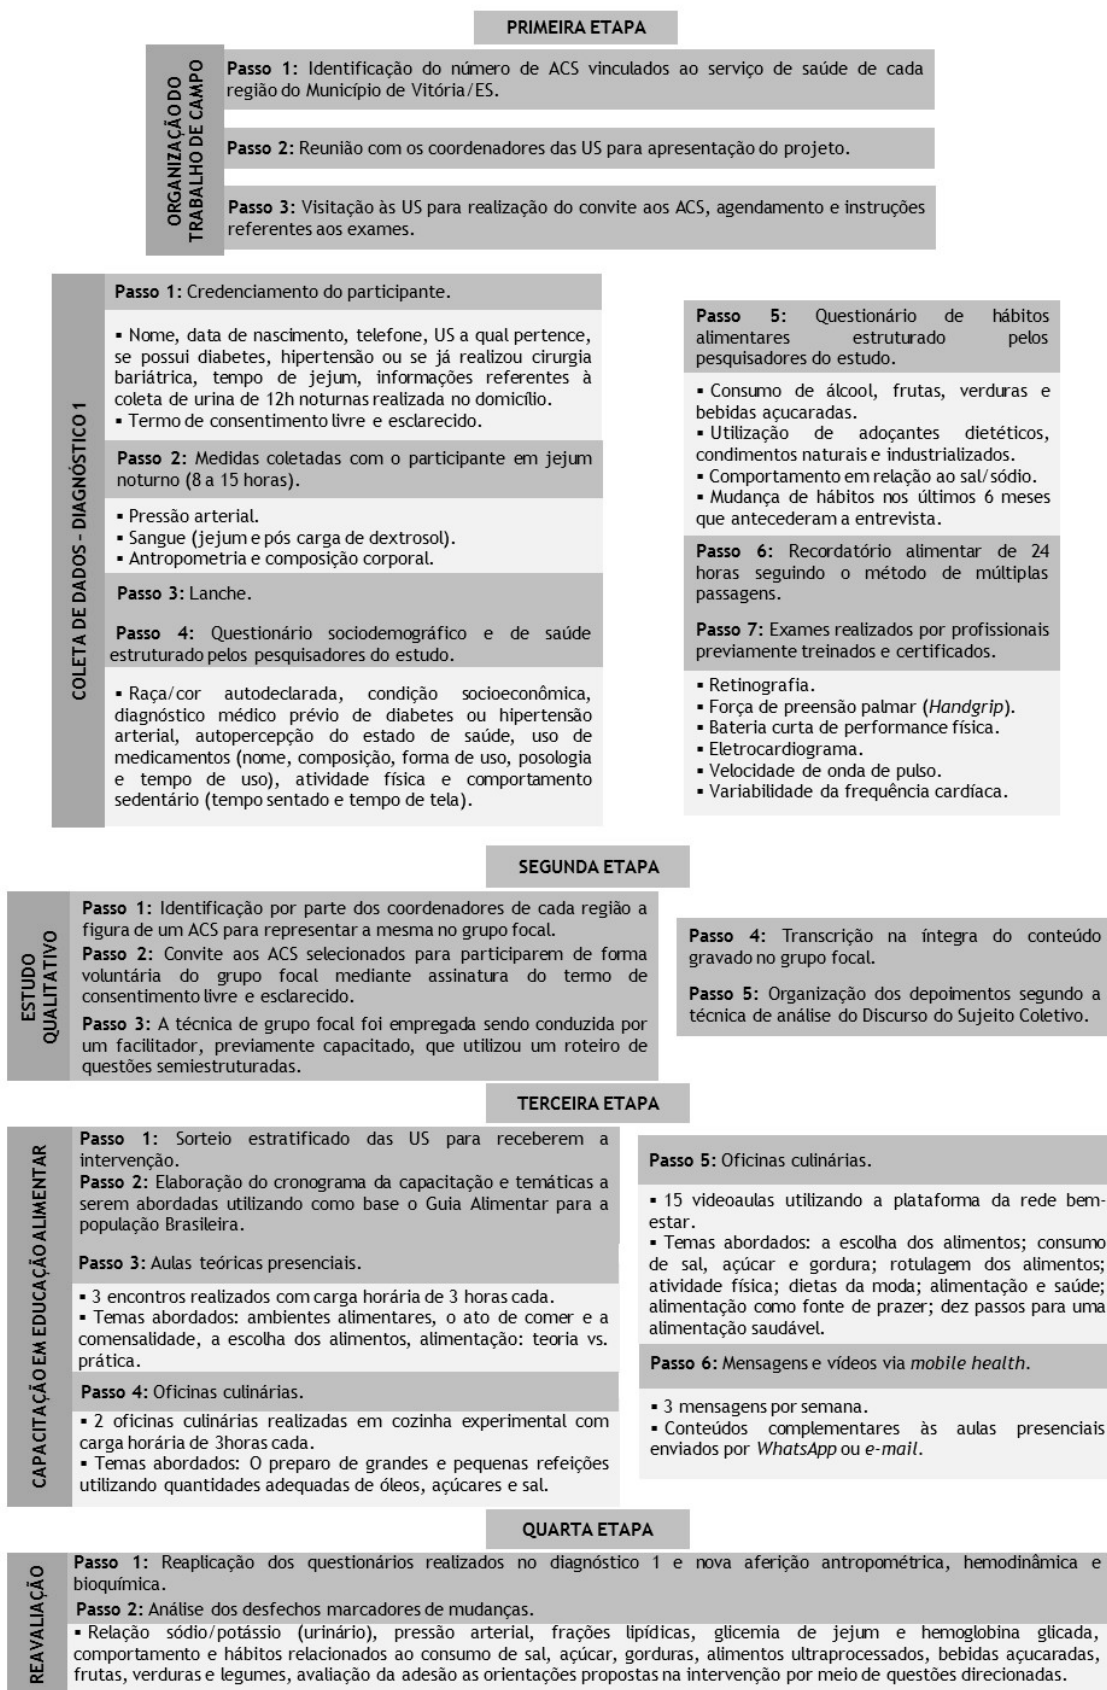 PRIMEIRA ETAPA
ORGANIZAÇÃO DO
TRABALHO DE CAMPO
Passo 1: Identificação do número de ACS vinculados ao serviço de saúde de cada
região do Município de Vitória/ES.
Passo 2: Reunião com os coordenadores das US para apresentação do projeto.
Passo 3: Visitação às US para realização do convite aos ACS, agendamento e instruções
referentes aos exames.
COLETA DE DADOS – DIAGNÓSTICO 1
Passo 1: Credenciamento do participante.
▪ Nome, data de nascimento, telefone, US a qual pertence,
se possui diabetes, hipertensão ou se já realizou cirurgia
bariátrica, tempo de jejum, informações referentes à
coleta de urina de 12h noturnas realizada no domicílio.
▪ Termo de consentimento livre e esclarecido.
Passo 2: Medidas coletadas com o participante em jejum
noturno (8 a 15 horas).
▪ Pressão arterial.
▪ Sangue (jejum e pós carga de dextrosol).
▪ Antropometria e composição corporal.
Passo 3: Lanche.
Passo 4: Questionário sociodemográfico e de saúde
estruturado pelos pesquisadores do estudo.
▪ Raça/cor autodeclarada, condição socioeconômica,
diagnóstico médico prévio de diabetes ou hipertensão
arterial, autopercepção do estado de saúde, uso de
medicamentos (nome, composição, forma de uso, posologia
e tempo de uso), atividade física e comportamento
sedentário (tempo sentado e tempo de tela).
Passo 5: Questionário de hábitos
alimentares estruturado pelos
pesquisadores do estudo.
▪ Consumo de álcool, frutas, verduras e
bebidas açucaradas.
▪ Utilização de adoçantes dietéticos,
condimentos naturais e industrializados.
▪ Comportamento em relação ao sal/sódio.
▪ Mudança de hábitos nos últimos 6 meses
que antecederam a entrevista.
Passo 6: Recordatório alimentar de 24
horas seguindo o método de múltiplas
passagens.
Passo 7: Exames realizados por profissionais
previamente treinados e certificados.
▪ Retinografia.
▪ Força de preensão palmar (Handgrip).
▪ Bateria curta de performance física.
▪ Eletrocardiograma.
▪ Velocidade de onda de pulso.
▪ Variabilidade da frequência cardíaca.
SEGUNDA ETAPA
ESTUDO
QUALITATIVO
Passo 1: Identificação por parte dos coordenadores de cada região a
figura de um ACS para representar a mesma no grupo focal.
Passo 2: Convite aos ACS selecionados para participarem de forma
voluntária do grupo focal mediante assinatura do termo de
consentimento livre e esclarecido.
Passo 3: A técnica de grupo focal foi empregada sendo conduzida por
um facilitador, previamente capacitado, que utilizou um roteiro de
questões semiestruturadas.
Passo 4: Transcrição na íntegra do conteúdo
gravado no grupo focal.
Passo 5: Organização dos depoimentos segundo a
técnica de análise do Discurso do Sujeito Coletivo.
TERCEIRA ETAPA
CAPACITAÇÃO EM EDUCAÇÃO ALIMENTAR
Passo 1: Sorteio estratificado das US para receberem a
intervenção.
Passo 2: Elaboração do cronograma da capacitação e temáticas a
serem abordadas utilizando como base o Guia Alimentar para a
população Brasileira.
Passo 3: Aulas teóricas presenciais.
▪ 3 encontros realizados com carga horária de 3 horas cada.
▪ Temas abordados: ambientes alimentares, o ato de comer e a
comensalidade, a escolha dos alimentos, alimentação: teoria vs.
prática.
Passo 4: Oficinas culinárias.
▪ 2 oficinas culinárias realizadas em cozinha experimental com
carga horária de 3horas cada.
▪ Temas abordados: O preparo de grandes e pequenas refeições
utilizando quantidades adequadas de óleos, açúcares e sal.
Passo 5: Oficinas culinárias.
▪ 15 videoaulas utilizando a plataforma da rede bem-
estar.
▪ Temas abordados: a escolha dos alimentos; consumo
de sal, açúcar e gordura; rotulagem dos alimentos;
atividade física; dietas da moda; alimentação e saúde;
alimentação como fonte de prazer; dez passos para uma
alimentação saudável.
Passo 6: Mensagens e vídeos via mobile health.
▪ 3 mensagens por semana.
▪ Conteúdos complementares às aulas presenciais
enviados por WhatsApp ou e-mail.
QUARTA ETAPA
REAVALIAÇÃO
Passo 1: Reaplicação dos questionários realizados no diagnóstico 1 e nova aferição antropométrica, hemodinâmica e
bioquímica.
Passo 2: Análise dos desfechos marcadores de mudanças.
▪ Relação sódio/potássio (urinário), pressão arterial, frações lipídicas, glicemia de jejum e hemoglobina glicada,
comportamento e hábitos relacionados ao consumo de sal, açúcar, gorduras, alimentos ultraprocessados, bebidas açucaradas,
frutas, verduras e legumes, avaliação da adesão as orientações propostas na intervenção por meio de questões direcionadas.